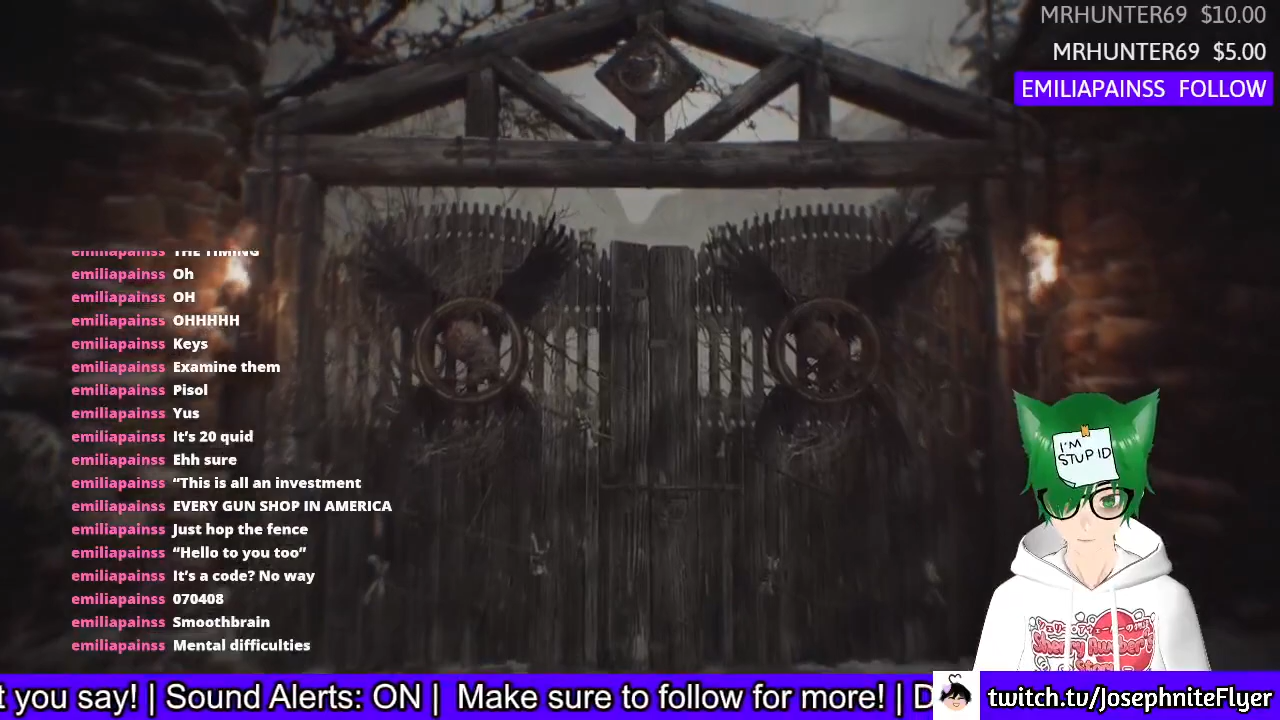 MRHUNTER69 $10.00
MRHUNTER69 $5.00
EMILIAPAINSS FOLLOW
emiliapainss THE TIMING
emiliapainss Oh
emiliapainss OH
emiliapainss OHHHHH
emiliapainss Keys
emiliapainss Examine them
emiliapainss Pisol
emiliapainss Yus
emiliapainss It’s 20 quid
emiliapainss Ehh sure
emiliapainss “This is all an investment
emiliapainss EVERY GUN SHOP IN AMERICA
emiliapainss Just hop the fence
emiliapainss “Hello to you too”
emiliapainss It’s a code? No way
emiliapainss 070408
emiliapainss Smoothbrain
emiliapainss Mental difficulties
I'M
STUPID
Story
t you say! | Sound Alerts: ON | Make sure to follow for more! | D
twitch.tv/JosephniteFlyer